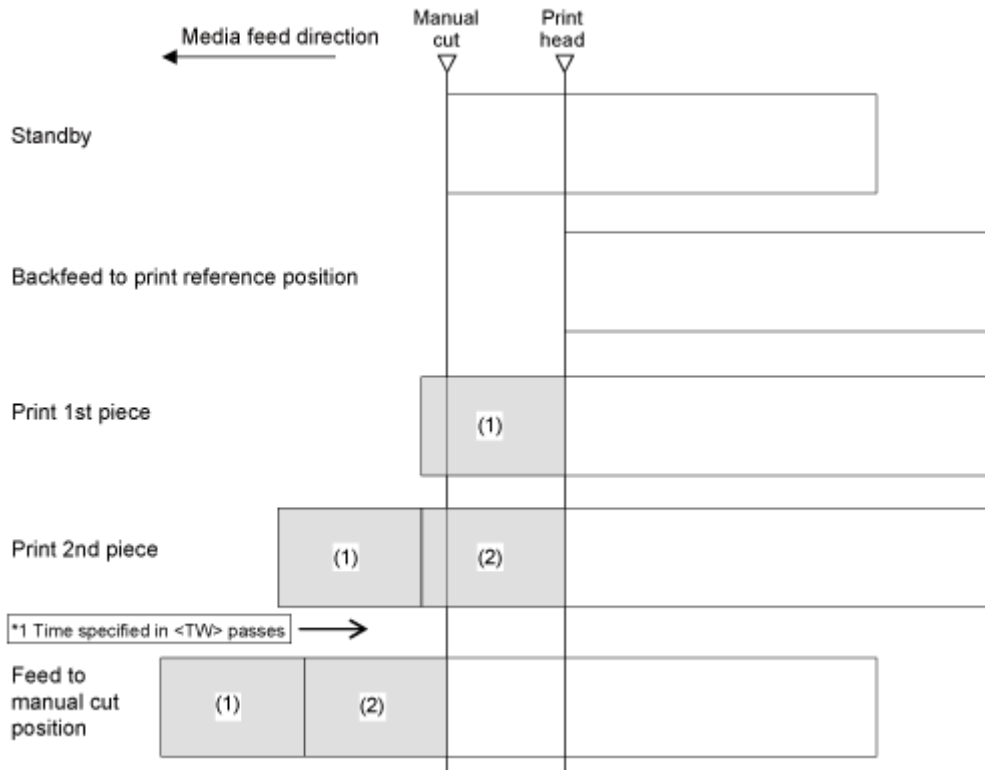 Media feed direction
Manual
cut
Print
head
Standby
Backfeed to print reference position
Print 1st piece
(1)
Print 2nd piece
(1)
(2)
*1 Time specified in <TW> passes
Feed to
manual cut
position
(1)
(2)